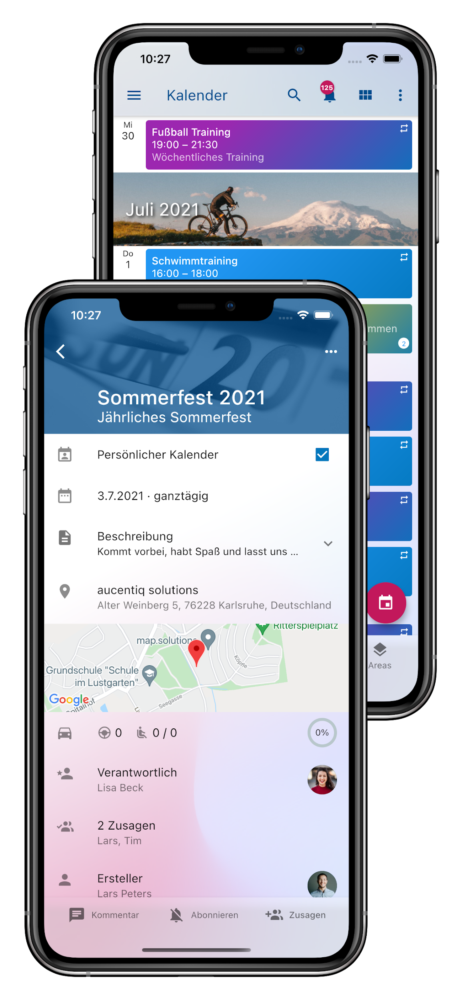 10:27
Kalender
125
Mi
30
Fußball Training
19:00 – 21:30
Wöchentliches Training
Juli 2021
Do
1
Schwimmtraining
16:00 – 18:00
mmen
2
Areas
10:27
SUN 20
Sommerfest 2021
Jährliches Sommerfest
Persönlicher Kalender
3.7.2021 · ganztägig
Beschreibung
Kommt vorbei, habt Spaß und lasst uns ...
aucentiq solutions
Alter Weinberg 5, 76228 Karlsruhe, Deutschland
Ritterspielplatz
map.solutions
Köpfle
Grundschule "Schule
im Lustgarten"
Seegasse
Google
Spitalhof
0
0 / 0
0%
Verantwortlich
Lisa Beck
2 Zusagen
Lars, Tim
Ersteller
Lars Peters
Kommentar
Abonnieren
Zusagen